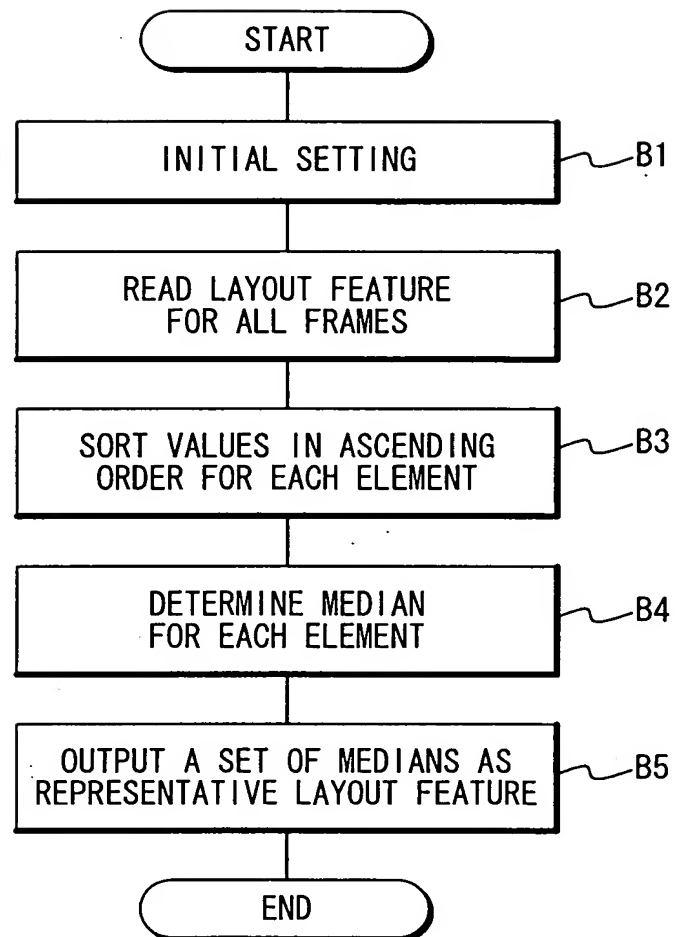 START
INITIAL SETTING
B1
READ LAYOUT FEATURE
FOR ALL FRAMES
B2
SORT VALUES IN ASCENDING
ORDER FOR EACH ELEMENT
B3
DETERMINE MEDIAN
FOR EACH ELEMENT
B4
OUTPUT A SET OF MEDIANS AS
REPRESENTATIVE LAYOUT FEATURE
B5
END